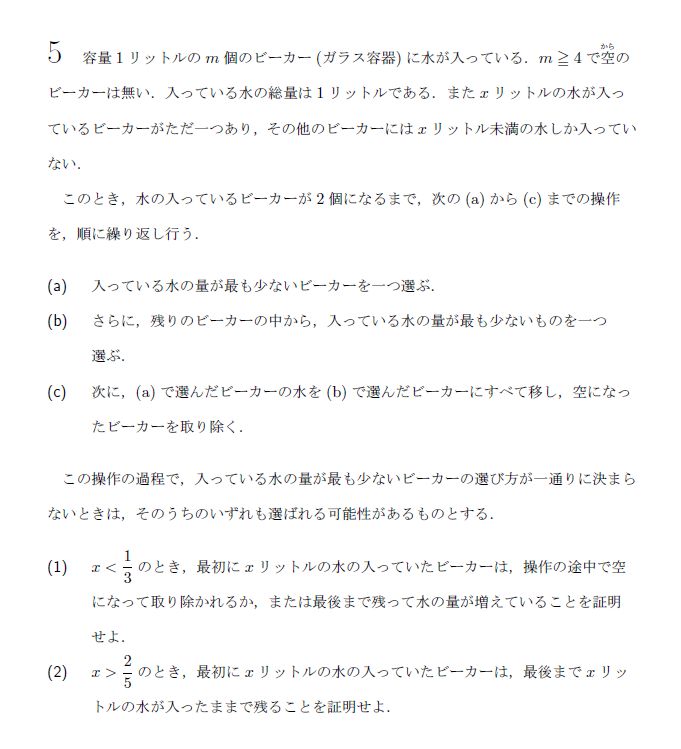 5 容量1リットルの m 個のビーカー (ガラス容器) に水が入っている．m ≧ 4 で空(から)の
ビーカーは無い．入っている水の総量は1リットルである．また x リットルの水が入っ
ているビーカーがただ一つあり，その他のビーカーには x リットル未満の水しか入ってい
ない．
このとき，水の入っているビーカーが2個になるまで，次の (a) から (c) までの操作
を，順に繰り返し行う．
(a) 入っている水の量が最も少ないビーカーを一つ選ぶ．
(b) さらに，残りのビーカーの中から，入っている水の量が最も少ないものを一つ
選ぶ．
(c) 次に，(a) で選んだビーカーの水を (b) で選んだビーカーにすべて移し，空になっ
たビーカーを取り除く．
この操作の過程で，入っている水の量が最も少ないビーカーの選び方が一通りに決まら
ないときは，そのうちのいずれも選ばれる可能性があるものとする．
(1) x < 1/3 のとき，最初に x リットルの水の入っていたビーカーは，操作の途中で空
になって取り除かれるか，または最後まで残って水の量が増えていることを証明
せよ．
(2) x > 2/5 のとき，最初に x リットルの水の入っていたビーカーは，最後まで x リッ
トルの水が入ったままで残ることを証明せよ．